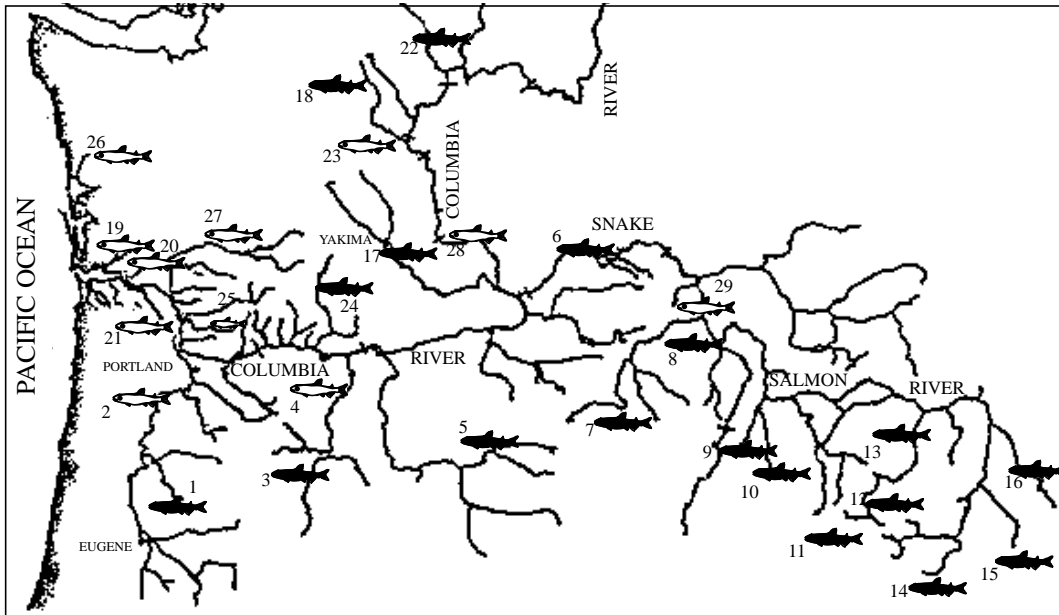 22
18
RIVER
23
COLUMBIA
26
PACIFIC OCEAN
19
20
27
YAKIMA
17
28
6
SNAKE
24
25
21
29
PORTLAND
COLUMBIA
RIVER
8
2
4
SALMON
RIVER
7
5
13
9
3
10
16
1
12
11
EUGENE
15
14